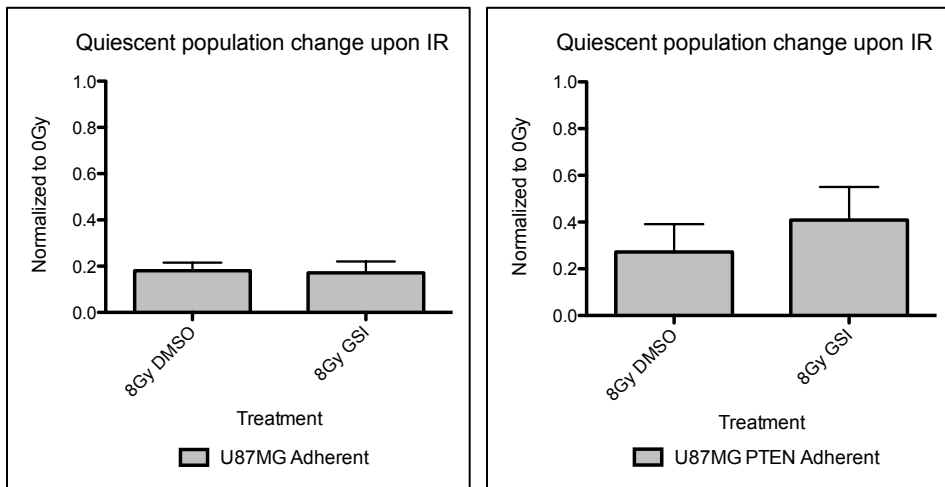 Quiescent population change upon IR
Normalized to 0Gy
1.0
0.8
0.6
0.4
0.2
0.0
8Gy DMSO
8Gy GSI
Treatment
U87MG Adherent
Quiescent population change upon IR
Normalized to 0Gy
1.0
0.8
0.6
0.4
0.2
0.0
8Gy DMSO
8Gy GSI
Treatment
U87MG PTEN Adherent